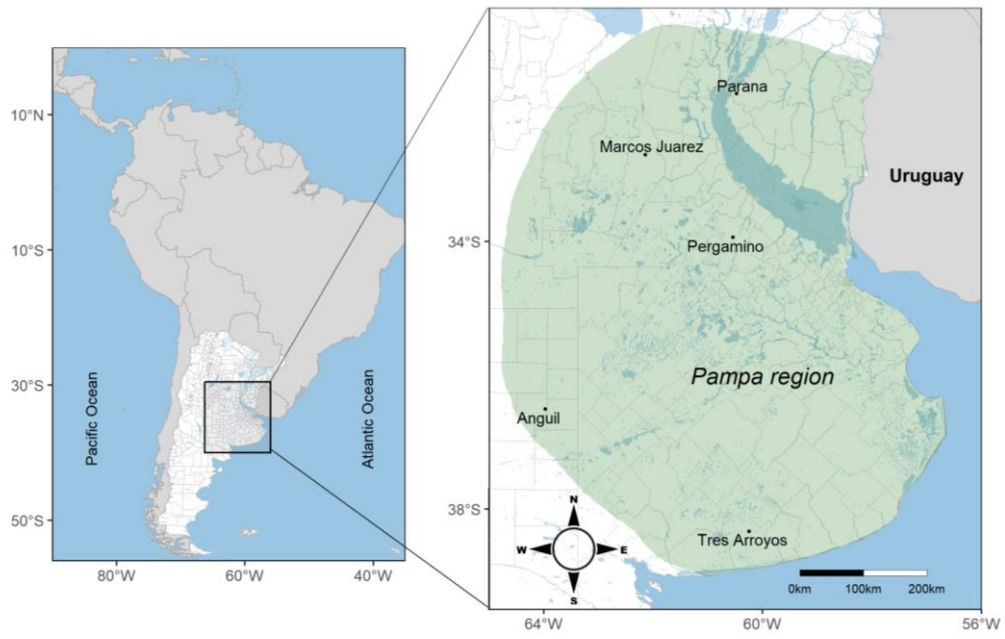 10°N
10°S
30°S
50°S
80°W
60°W
40°W
Pacific Ocean
Atlantic Ocean
34°S
38°S
64°W
60°W
56°W
Parana
Marcos Juarez
Uruguay
Pergamino
Pampa region
Anguil
Tres Arroyos
N
W
E
S
0km
100km
200km